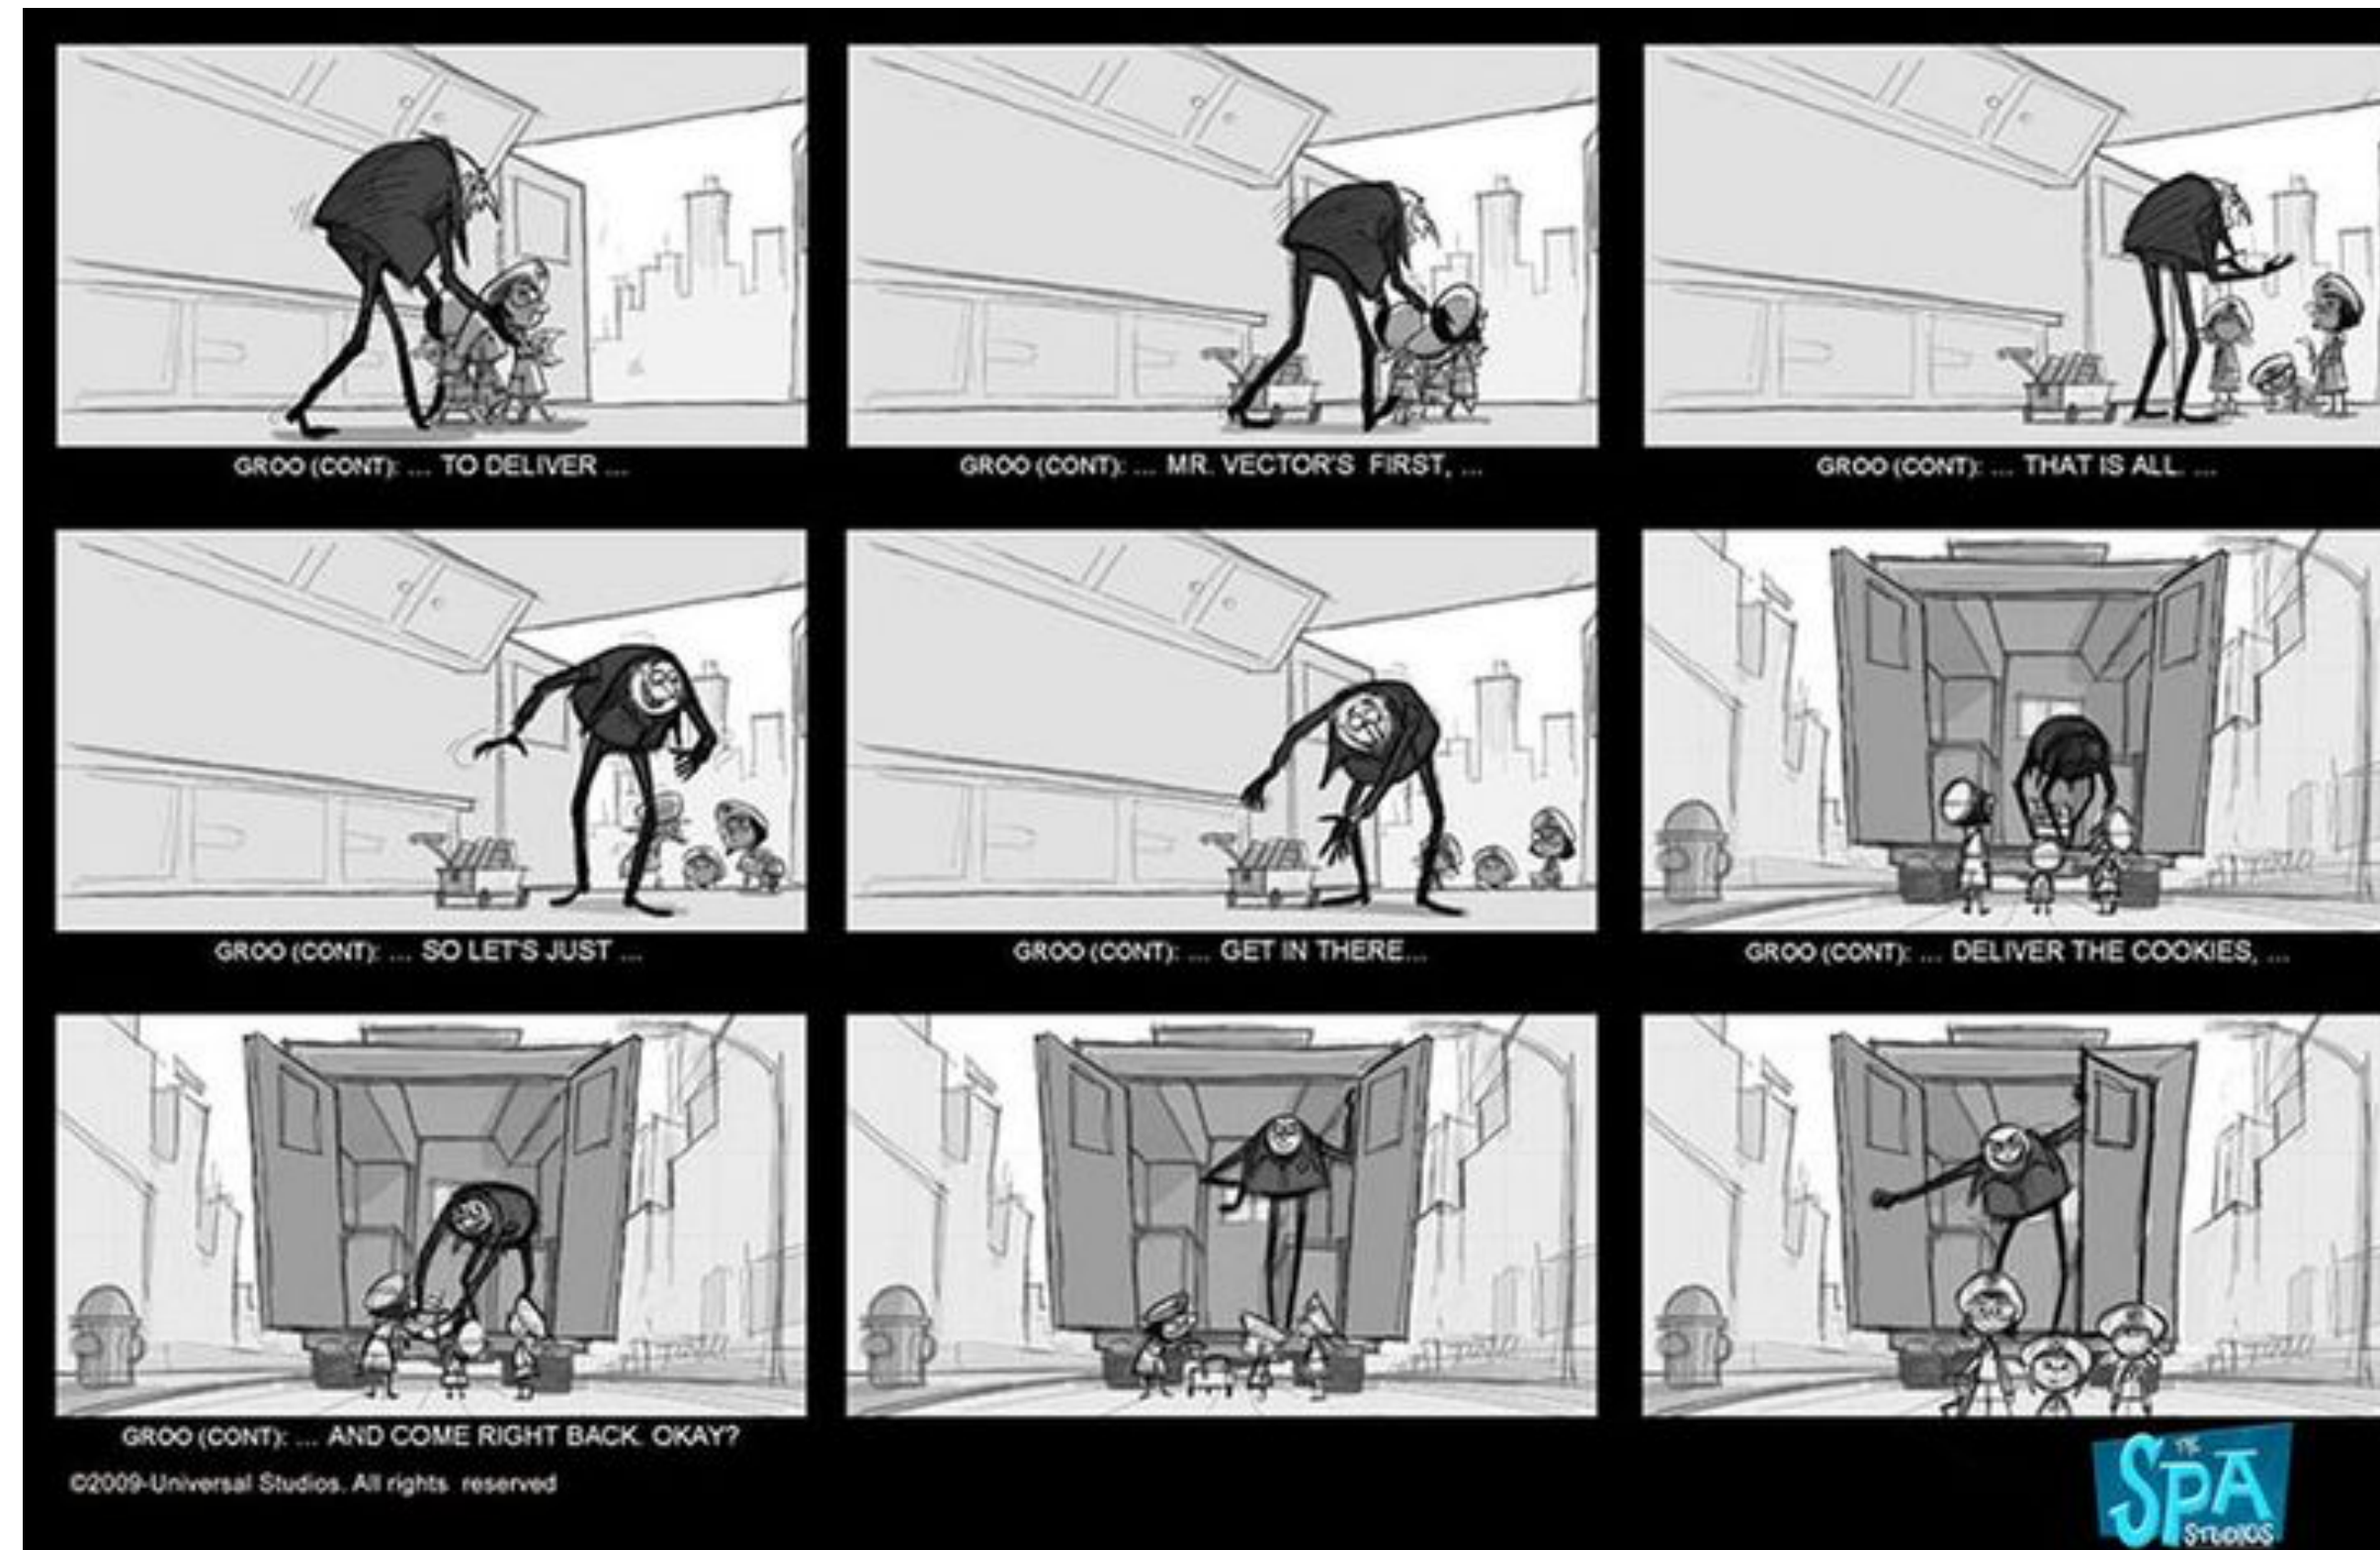 GROO (CONT): ... TO DELIVER ...
GROO (CONT): ... MR. VECTOR'S FIRST, ...
GROO (CONT): ... THAT IS ALL. ...
GROO (CONT): ... SO LET'S JUST ...
GROO (CONT): ... GET IN THERE...
GROO (CONT): ... DELIVER THE COOKIES, ...
GROO (CONT): ... AND COME RIGHT BACK. OKAY?
©2009-Universal Studios. All rights reserved
THE
SPA
STUDIOS